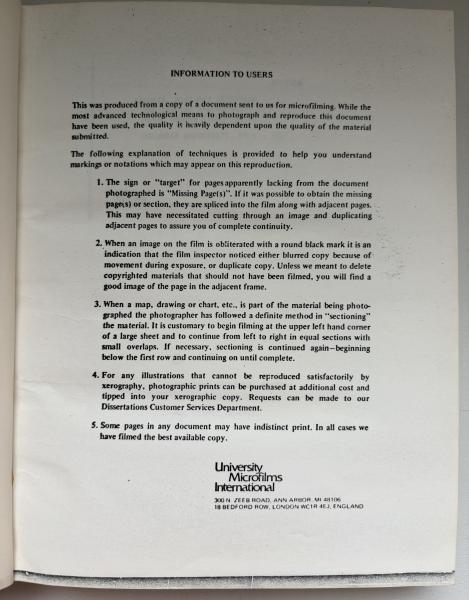 INFORMATION TO USERS
This was produced from a copy of a document sent to us for microfilming. While the
most advanced technological means to photograph and reproduce this document
have been used, the quality is heavily dependent upon the quality of the material
submitted.
The following explanation of techniques is provided to help you understand
markings or notations which may appear on this reproduction.
1. The sign or "target" for pages apparently lacking from the document
photographed is "Missing Page(s)". If it was possible to obtain the missing
page(s) or section, they are spliced into the film along with adjacent pages.
This may have necessitated cutting through an image and duplicating
adjacent pages to assure you of complete continuity.
2. When an image on the film is obliterated with a round black mark it is an
indication that the film inspector noticed either blurred copy because of
movement during exposure, or duplicate copy. Unless we meant to delete
copyrighted materials that should not have been filmed, you will find a
good image of the page in the adjacent frame.
3. When a map, drawing or chart, etc., is part of the material being photo-
graphed the photographer has followed a definite method in "sectioning"
the material. It is customary to begin filming at the upper left hand corner
of a large sheet and to continue from left to right in equal sections with
small overlaps. If necessary, sectioning is continued again—beginning
below the first row and continuing on until complete.
4. For any illustrations that cannot be reproduced satisfactorily by
xerography, photographic prints can be purchased at additional cost and
tipped into your xerographic copy. Requests can be made to our
Dissertations Customer Services Department.
5. Some pages in any document may have indistinct print. In all cases we
have filmed the best available copy.
University
Microfilms
International
300 N. ZEEB ROAD, ANN ARBOR, MI 48106
18 BEDFORD ROW, LONDON WC1R 4EJ, ENGLAND